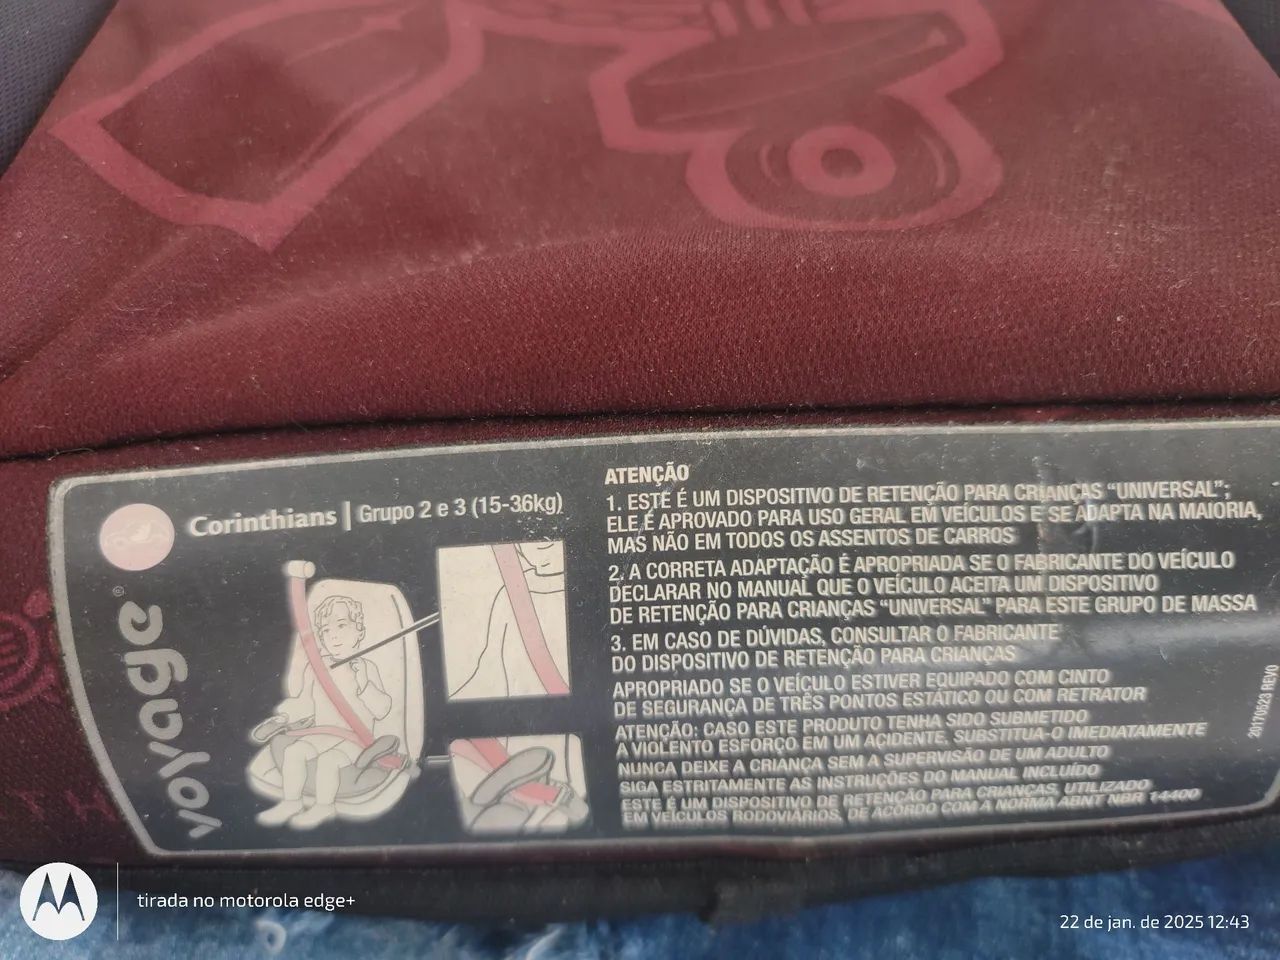 voyage®
Corinthians | Grupo 2 e 3 (15-36kg)
ATENÇÃO
1. ESTE É UM DISPOSITIVO DE RETENÇÃO PARA CRIANÇAS “UNIVERSAL”;
ELE É APROVADO PARA USO GERAL EM VEÍCULOS E SE ADAPTA NA MAIORIA,
MAS NÃO EM TODOS OS ASSENTOS DE CARROS
2. A CORRETA ADAPTAÇÃO É APROPRIADA SE O FABRICANTE DO VEÍCULO
DECLARAR NO MANUAL QUE O VEÍCULO ACEITA UM DISPOSITIVO
DE RETENÇÃO PARA CRIANÇAS “UNIVERSAL” PARA ESTE GRUPO DE MASSA
3. EM CASO DE DÚVIDAS, CONSULTAR O FABRICANTE
DO DISPOSITIVO DE RETENÇÃO PARA CRIANÇAS
APROPRIADO SE O VEÍCULO ESTIVER EQUIPADO COM CINTO
DE SEGURANÇA DE TRÊS PONTOS ESTÁTICO OU COM RETRATOR
ATENÇÃO: CASO ESTE PRODUTO TENHA SIDO SUBMETIDO
A VIOLENTO ESFORÇO EM UM ACIDENTE, SUBSTITUA-O IMEDIATAMENTE
NUNCA DEIXE A CRIANÇA SEM A SUPERVISÃO DE UM ADULTO
SIGA ESTRITAMENTE AS INSTRUÇÕES DO MANUAL INCLUÍDO
ESTE É UM DISPOSITIVO DE RETENÇÃO PARA CRIANÇAS, UTILIZADO
EM VEÍCULOS RODOVIÁRIOS, DE ACORDO COM A NORMA ABNT NBR 14400
20170523 REV0
tirada no motorola edge+
22 de jan. de 2025 12:43